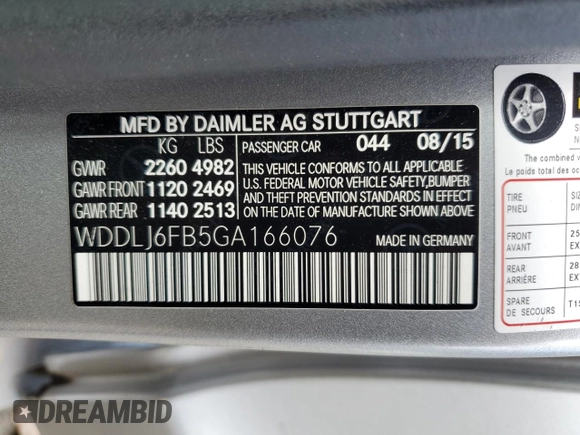 MFD BY DAIMLER AG STUTTGART
KG LBS PASSENGER CAR 044 08/15
GVWR 2260 4982
GAWR FRONT 1120 2469
GAWR REAR 1140 2513
THIS VEHICLE CONFORMS TO ALL APPLICABLE
U.S. FEDERAL MOTOR VEHICLE SAFETY, BUMPER
AND THEFT PREVENTION STANDARDS IN EFFECT
ON THE DATE OF MANUFACTURE SHOWN ABOVE.
WDDLJ6FB5GA166076 MADE IN GERMANY
The combined
Le poids total des oc
TIRE
PNEU
FRONT
AVANT
REAR
ARRIÈRE
SPARE
DE SECOURS
DREAMBID